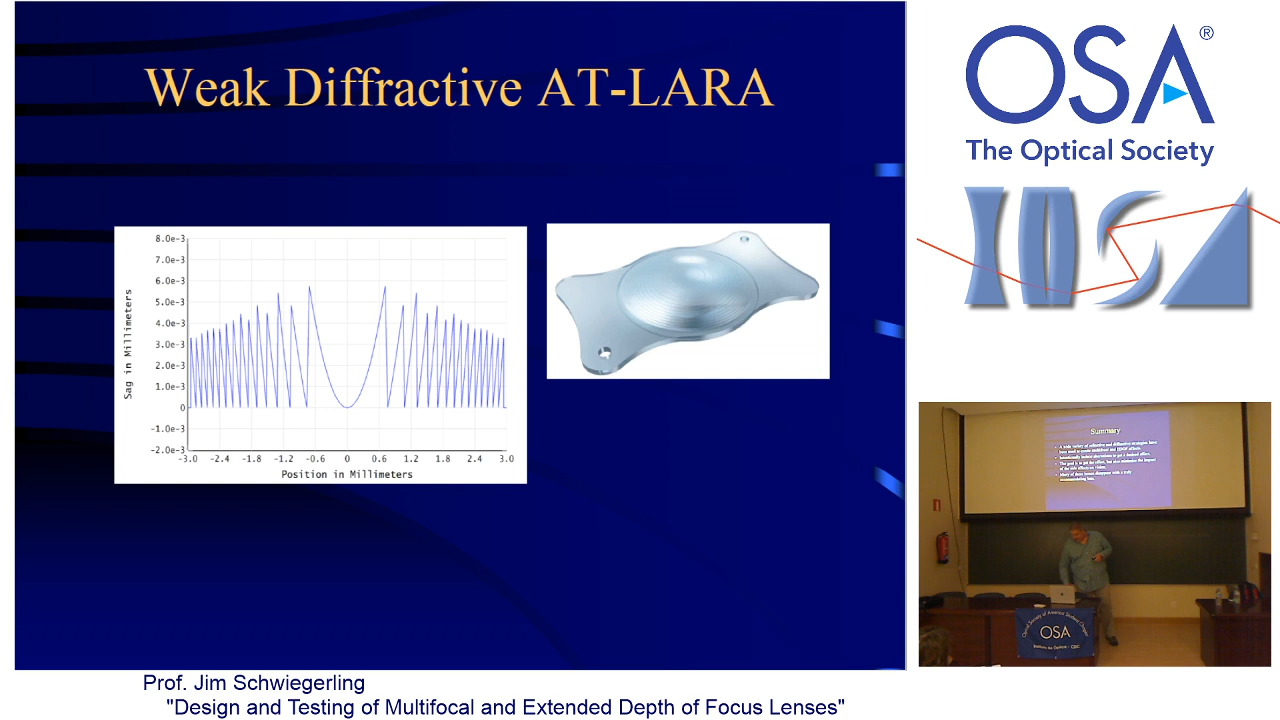 Weak Diffractive AT-LARA
8.0e-3
7.0e-3
6.0e-3
5.0e-3
4.0e-3
3.0e-3
2.0e-3
1.0e-3
0
-1.0e-3
-2.0e-3
Sag in Millimeters
-3.0 -2.4 -1.8 -1.2 -0.6 0 0.6 1.2 1.8 2.4 3.0
Position in Millimeters
OSA®
The Optical Society
IOSA
Summary
OSA
Prof. Jim Schwiegerling
"Design and Testing of Multifocal and Extended Depth of Focus Lenses"